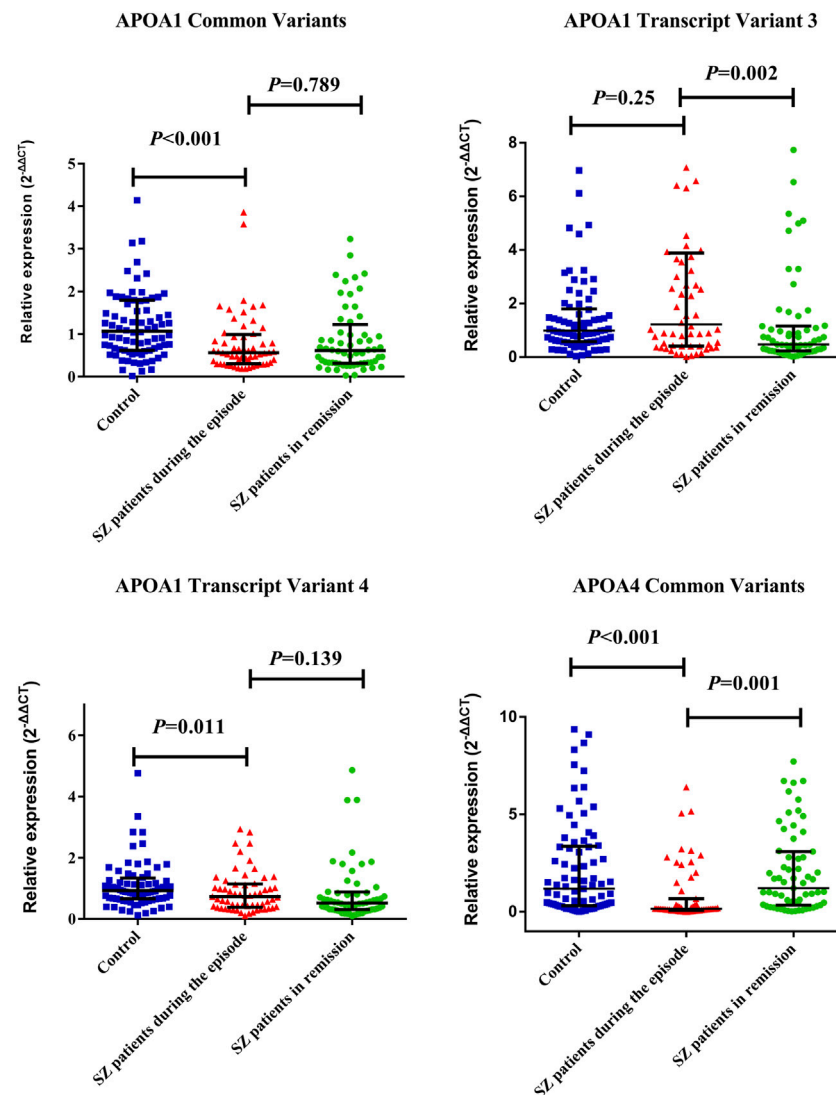 APOA1 Common Variants
P=0.789
P<0.001
Relative expression (2-ΔΔCT)
5
4
3
2
1
0
Control
SZ patients during the episode
SZ patients in remission
APOA1 Transcript Variant 3
P=0.002
P=0.25
Relative expression (2-ΔΔCT)
8
6
4
2
0
Control
SZ patients during the episode
SZ patients in remission
APOA1 Transcript Variant 4
P=0.139
P=0.011
Relative expression (2-ΔΔCT)
6
4
2
0
Control
SZ patients during the episode
SZ patients in remission
APOA4 Common Variants
P<0.001
P=0.001
Relative expression (2-ΔΔCT)
10
5
0
Control
SZ patients during the episode
SZ patients in remission